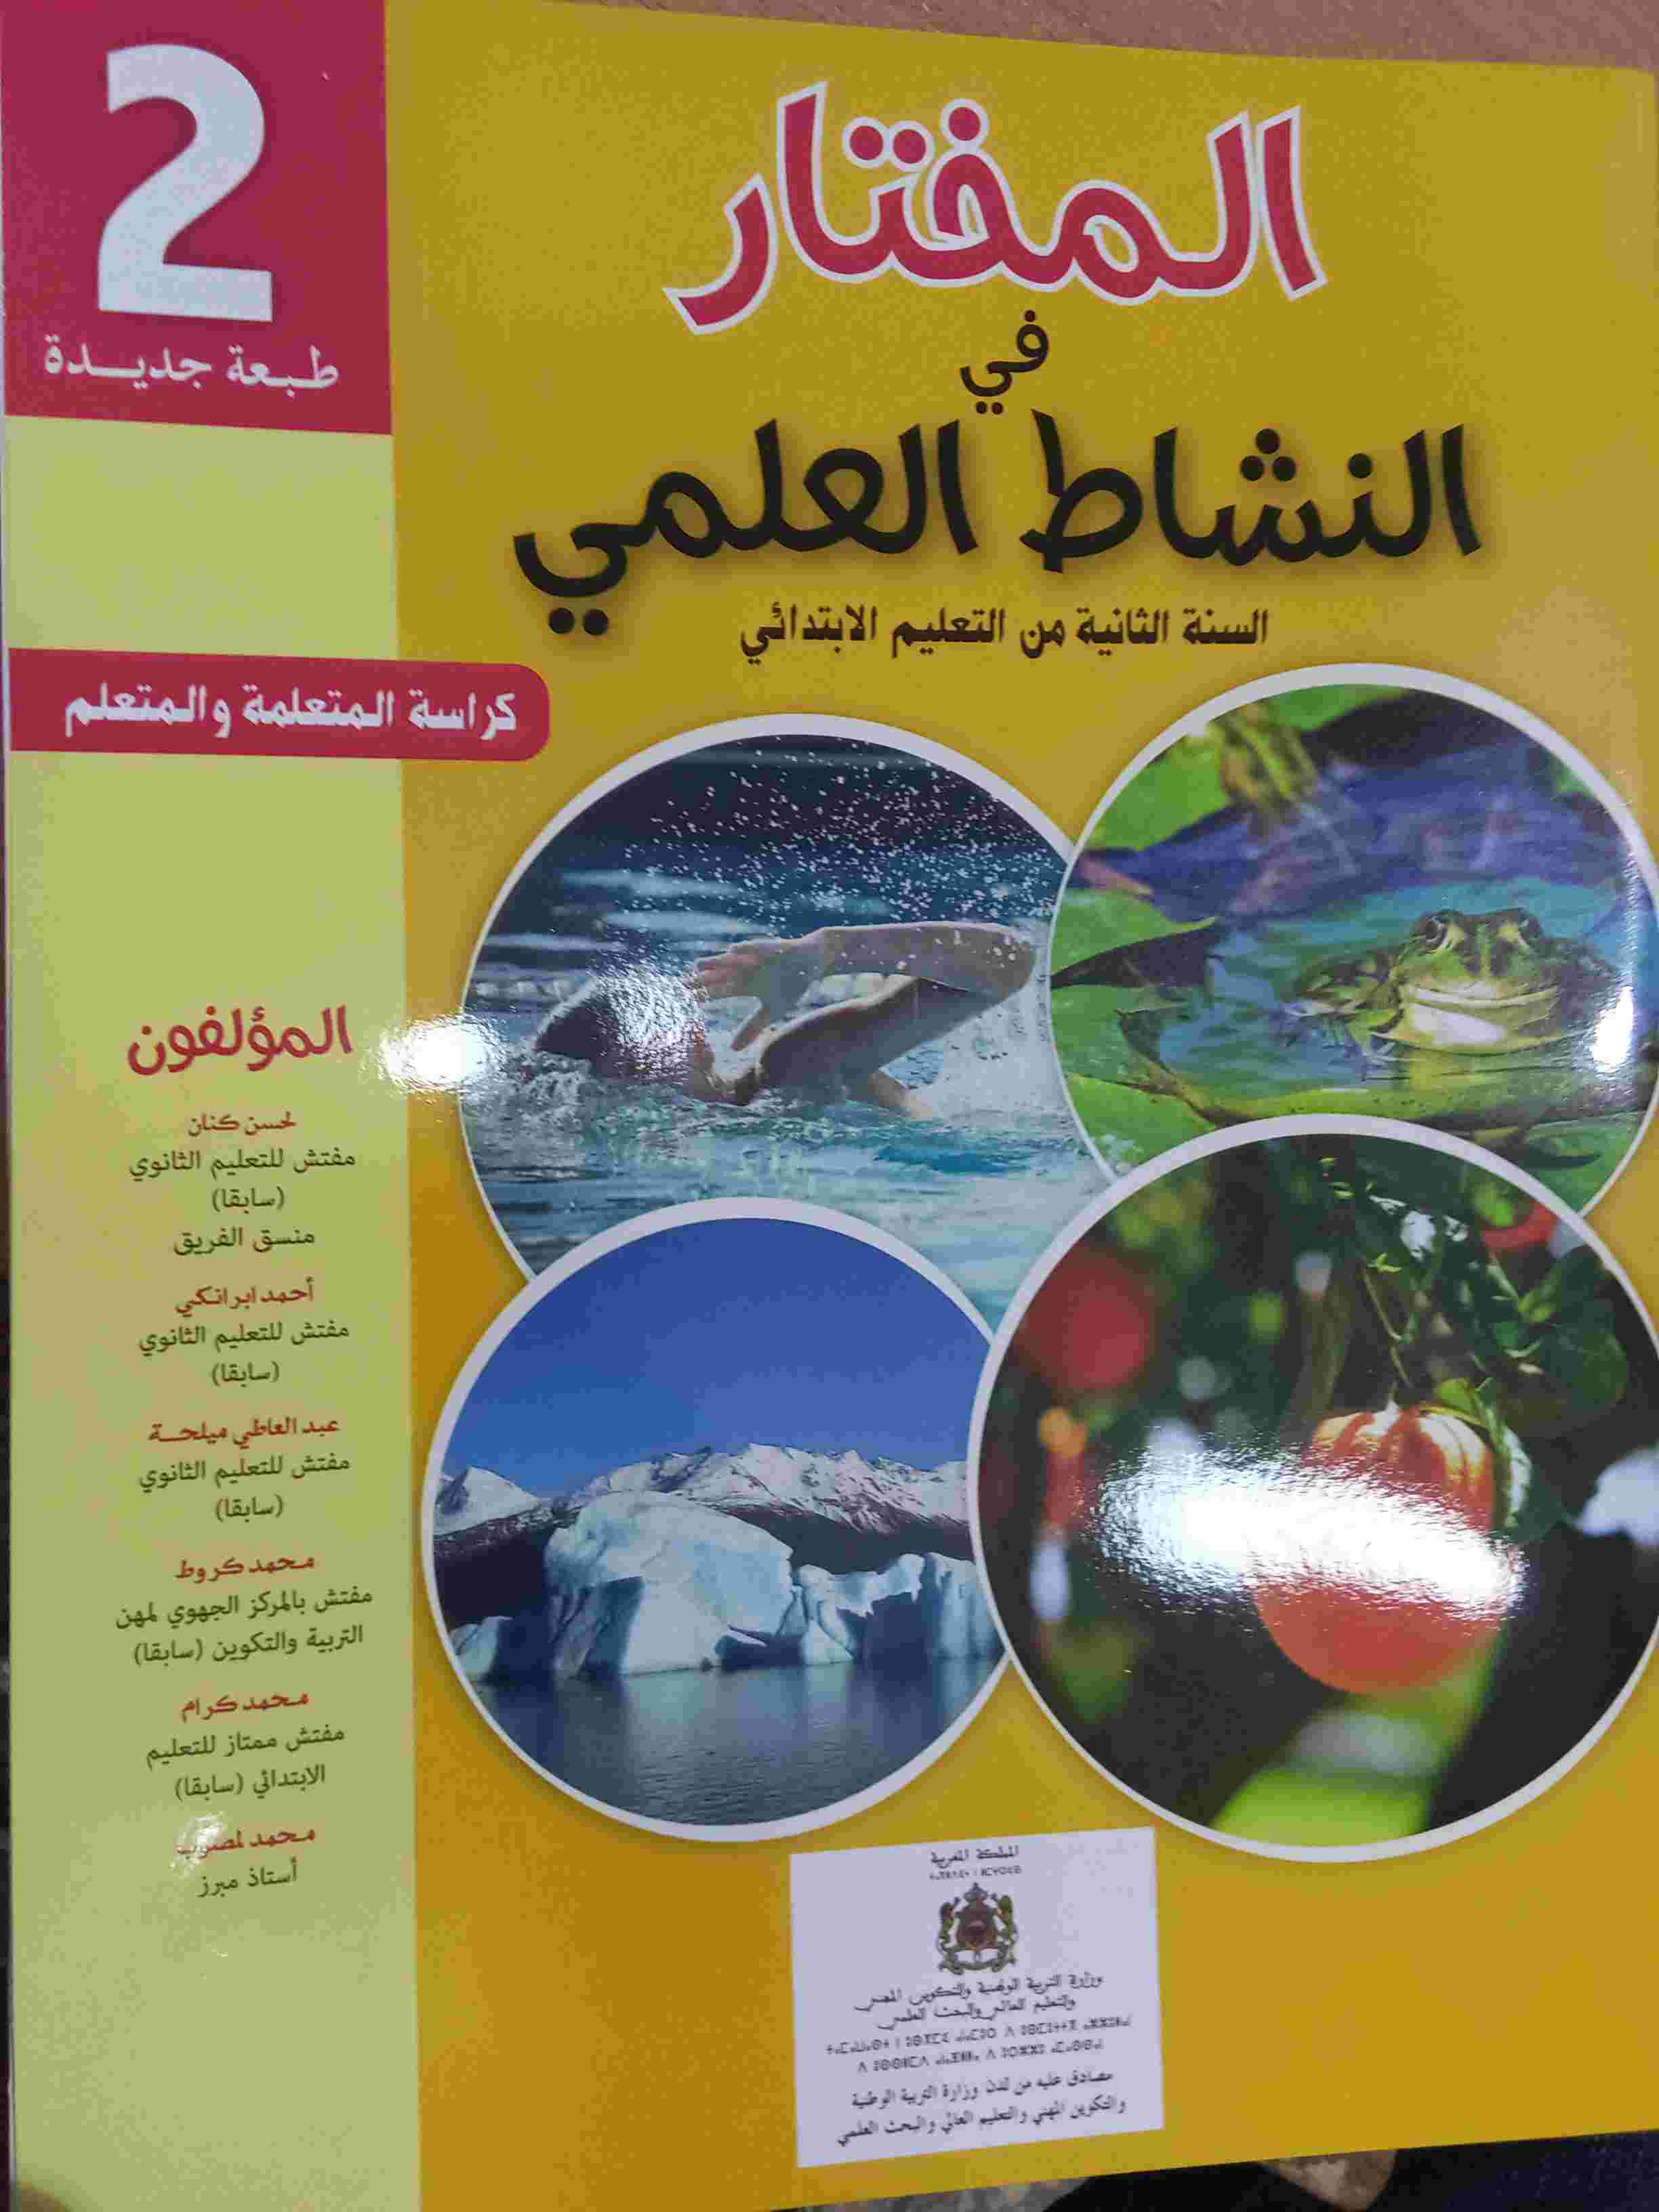 2
طبعة جديدة
المختار
في
النشاط العلمي
السنة الثانية من التعليم الابتدائي
كراسة المتعلمة والمتعلم
المؤلفون
لحسن كنان
مفتش للتعليم الثانوي
(سابقا)
منسق الفريق
أحمد ابرانكي
مفتش للتعليم الثانوي
(سابقا)
عبد العاطي ميلحة
مفتش للتعليم الثانوي
(سابقا)
محمد كروط
مفتش بالمركز الجهوي لمهن
التربية والتكوين (سابقا)
محمد كرام
مفتش ممتاز للتعليم
الابتدائي (سابقا)
محمد
أستاذ مبرز
المملكة المغربية
وزارة التربية الوطنية والتكوين المهني
والتعليم العالي والبحث العلمي
مصادق عليه من لدن وزارة التربية الوطنية
والتكوين المهني والتعليم العالي والبحث العلمي